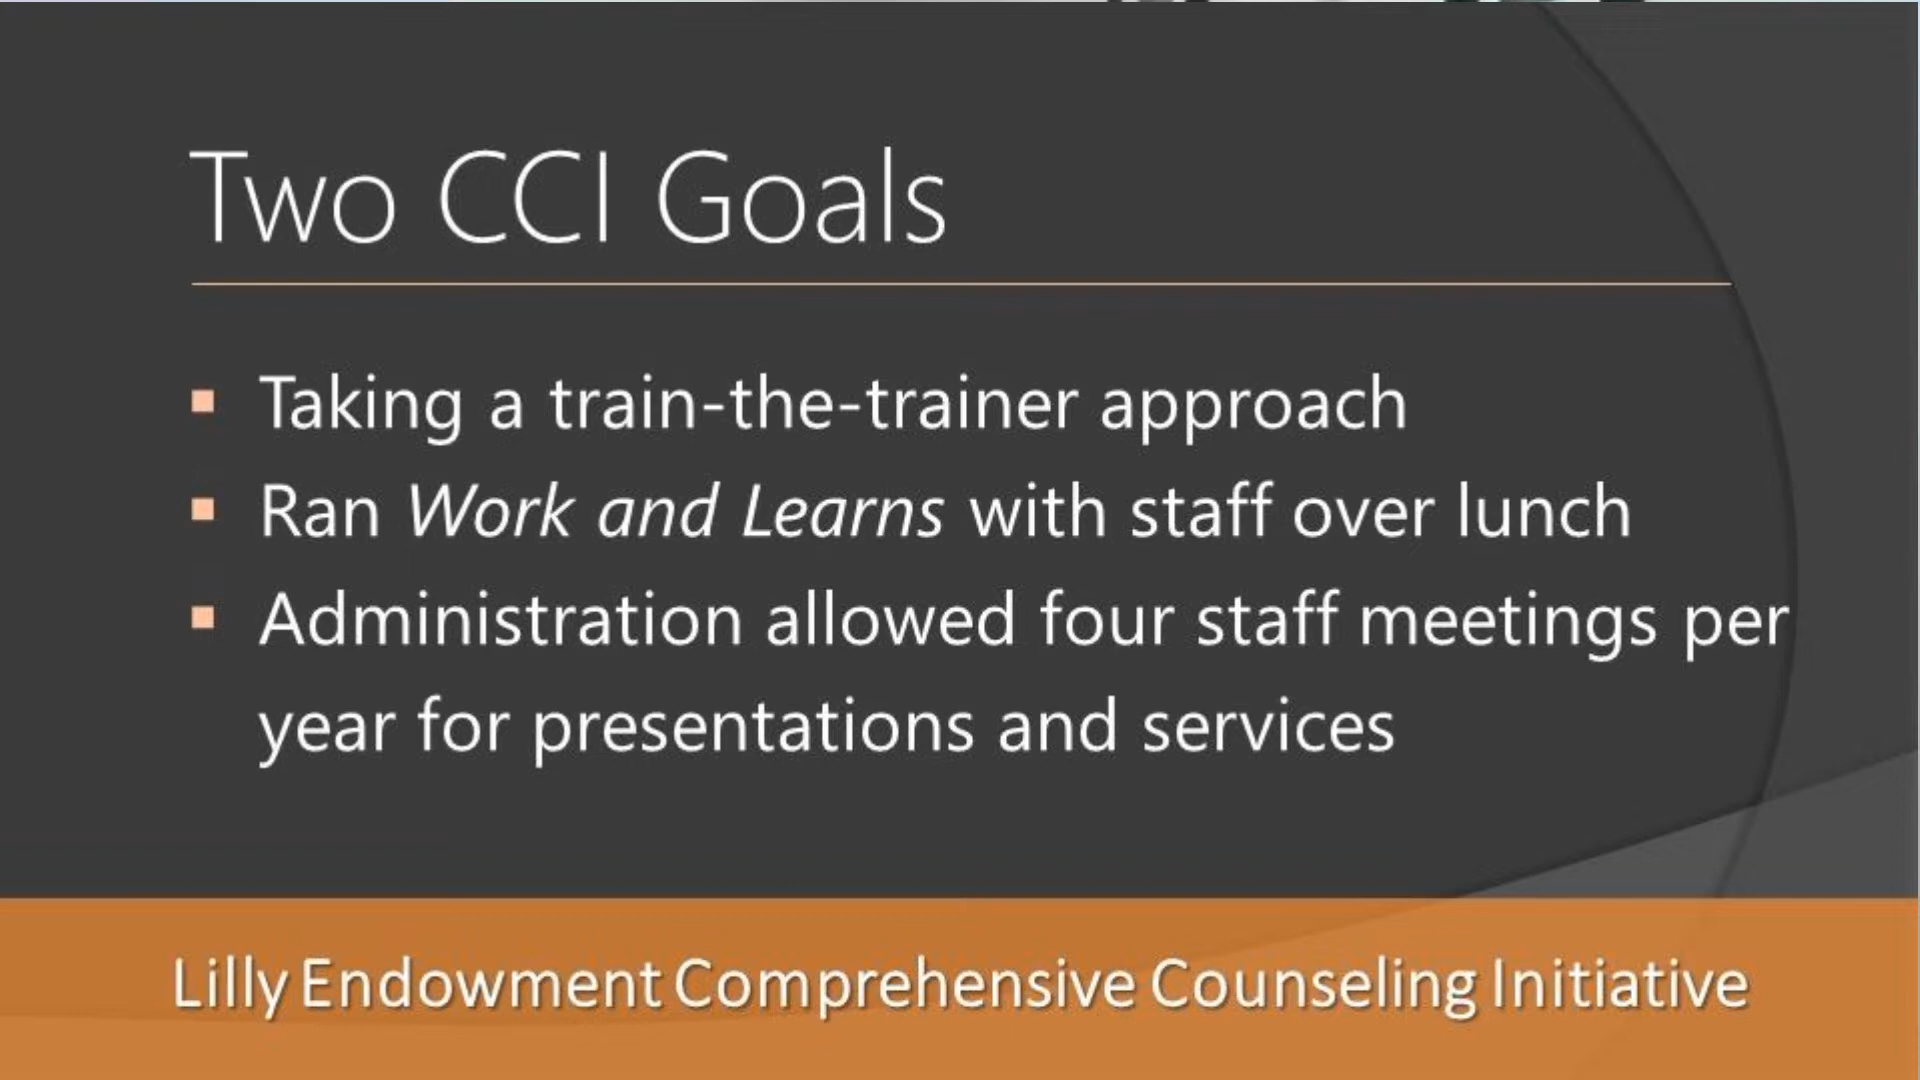 Two CCI Goals
Taking a train-the-trainer approach
Ran Work and Learns with staff over lunch
Administration allowed four staff meetings per
year for presentations and services
Lilly Endowment Comprehensive Counseling Initiative